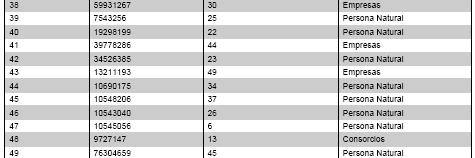 38 59931267 30 Empresas
39 7543256 25 Persona Natural
40 19298199 22 Persona Natural
41 39778286 44 Empresas
42 34526385 23 Persona Natural
43 13211193 49 Empresas
44 10690175 34 Persona Natural
45 10548206 37 Persona Natural
46 10543040 26 Persona Natural
47 10545056 6 Persona Natural
48 9727147 13 Consorcios
49 76304659 45 Persona Natural